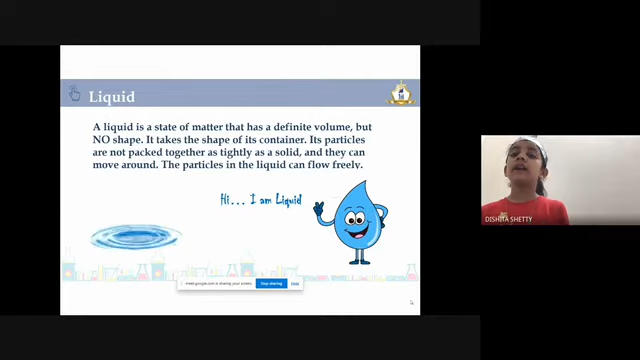 Liquid
A liquid is a state of matter that has a definite volume, but
NO shape. It takes the shape of its container. Its particles
are not packed together as tightly as a solid, and they can
move around. The particles in the liquid can flow freely.
Hi... I am Liquid
meet.google.com is sharing your screen.
Stop sharing
Hide
DISHITA SHETTY